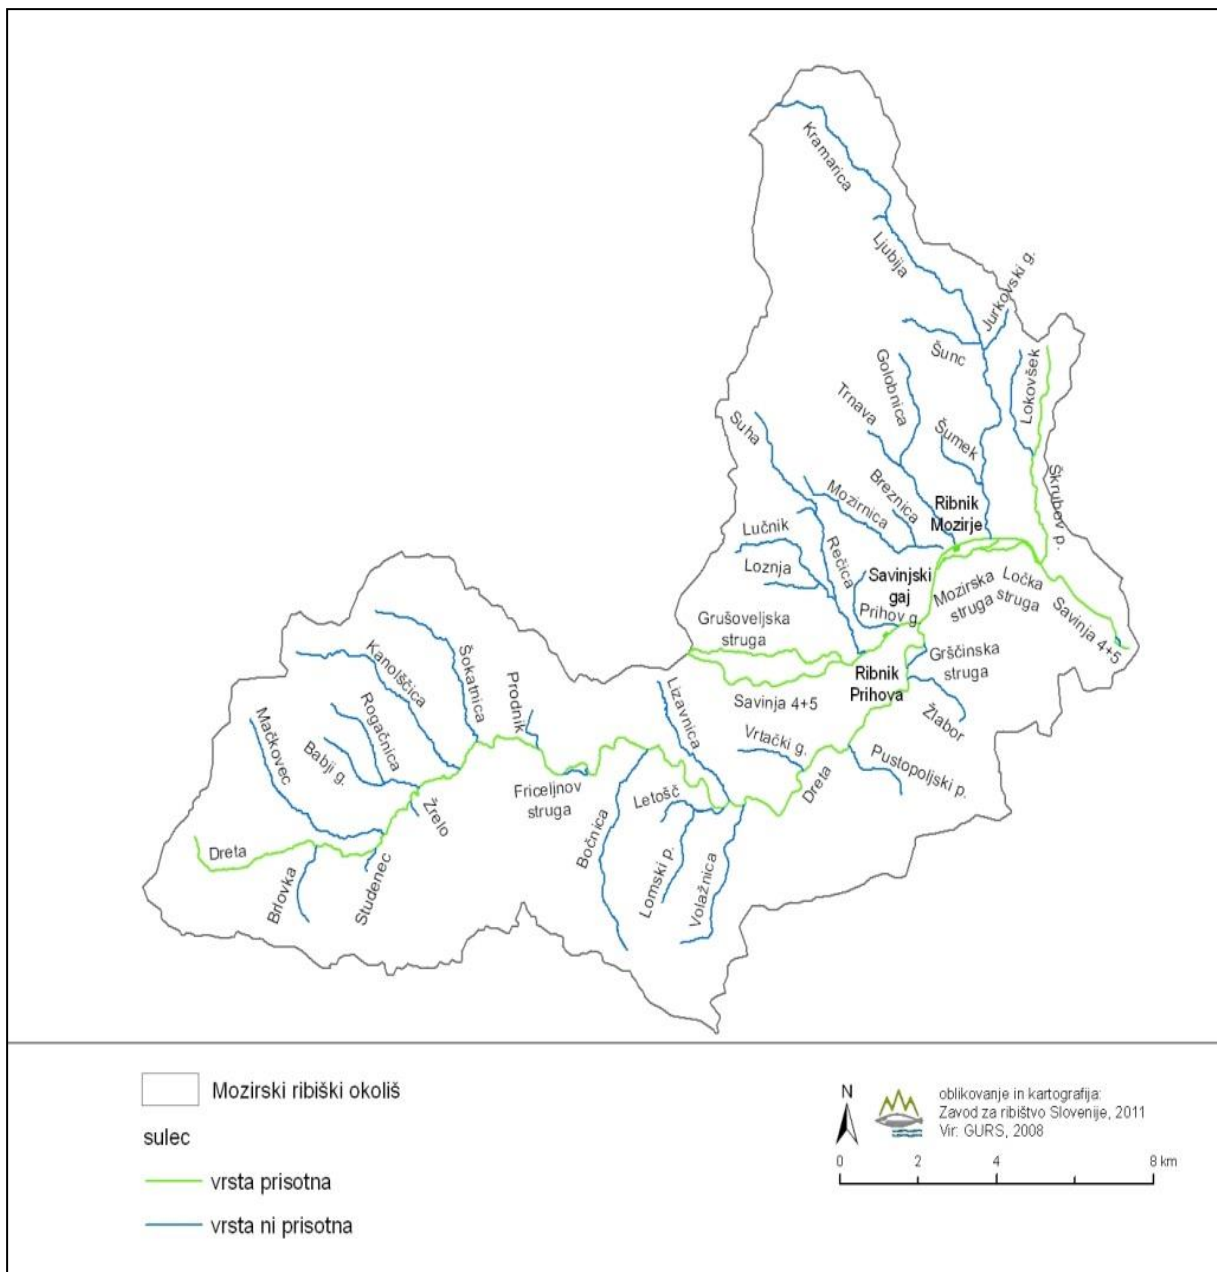 Kramarica
Ljubija
Jurkovski g.
Šunc
Lokovšek
Golobnica
Trnava
Šumek
Suha
Škrubov p.
Breznica
Ribnik
Mozirje
Mozirnica
Lučnik
Rečica
Loznja
Savinjski
gaj
Mozirska
struga
Ločka
struga
Prihov g.
Savinja 4+5
Grušoveljska
struga
Gršćinska
struga
Ribnik
Prihova
Savinja 4+5
Žlabor
Kanolščica
Šokatnica
Prodnik
Lizavnica
Vrtački g.
Pustopoljski p.
Mačkovec
Rogačnica
Babji g.
Friceljnov
struga
Dreta
Letošč
Žrelo
Bočnica
Dreta
Lomski p.
Volažnica
Brlovka
Studenec
Mozirski ribiški okoliš
sulec
vrsta prisotna
vrsta ni prisotna
N
oblikovanje in kartografija:
Zavod za ribištvo Slovenije, 2011
Vir: GURS, 2008
0 2 4 8 km